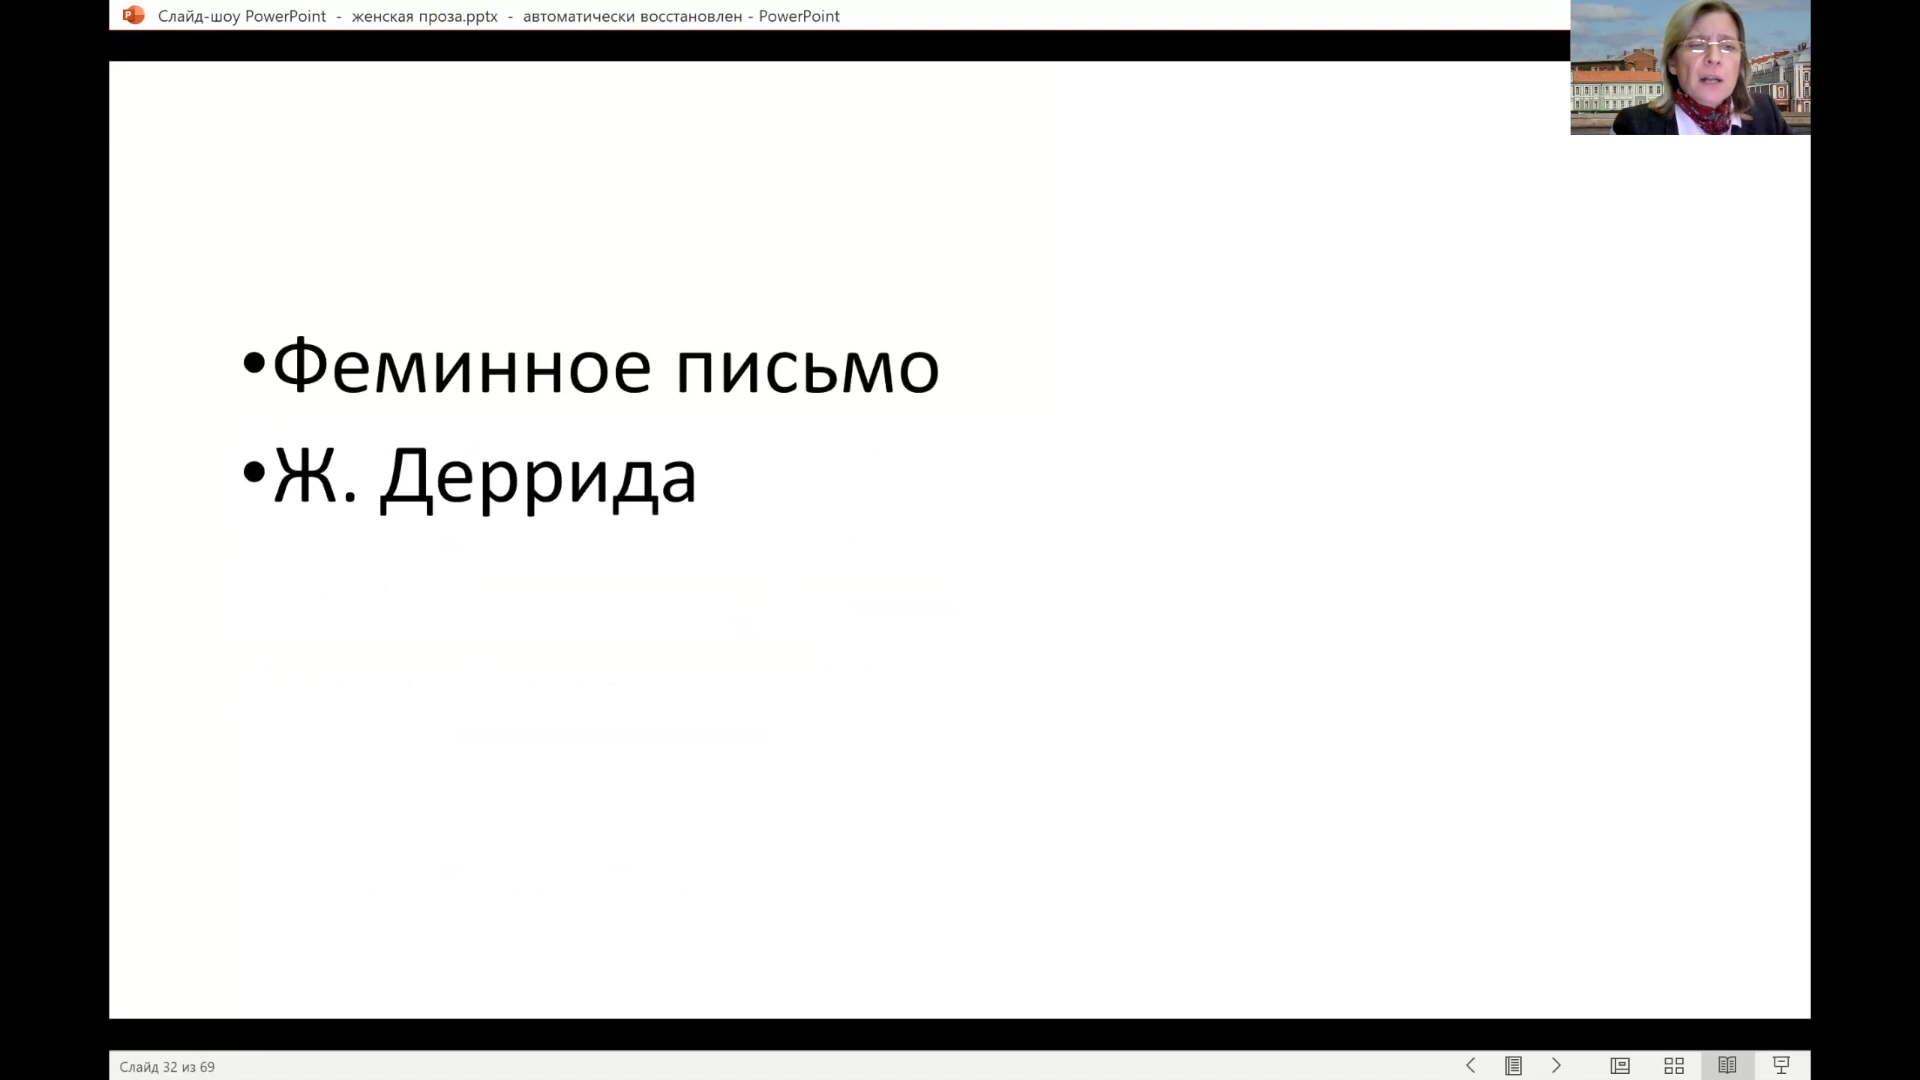 Слайд-шоу PowerPoint - женская проза.pptx - автоматически восстановлен - PowerPoint
•Феминное письмо
•Ж. Деррида
Слайд 32 из 69